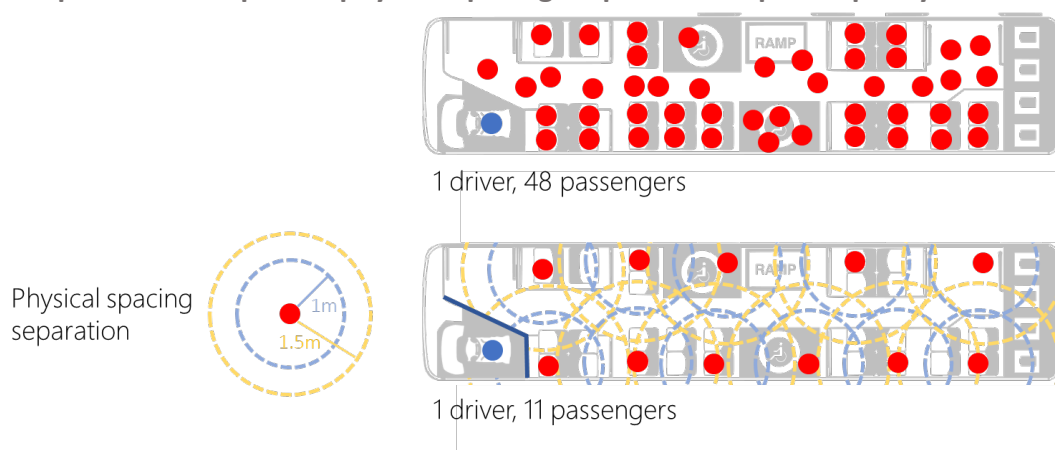 RAMP
1 driver, 48 passengers
Physical spacing
separation
1m
1.5m
RAMP
1 driver, 11 passengers